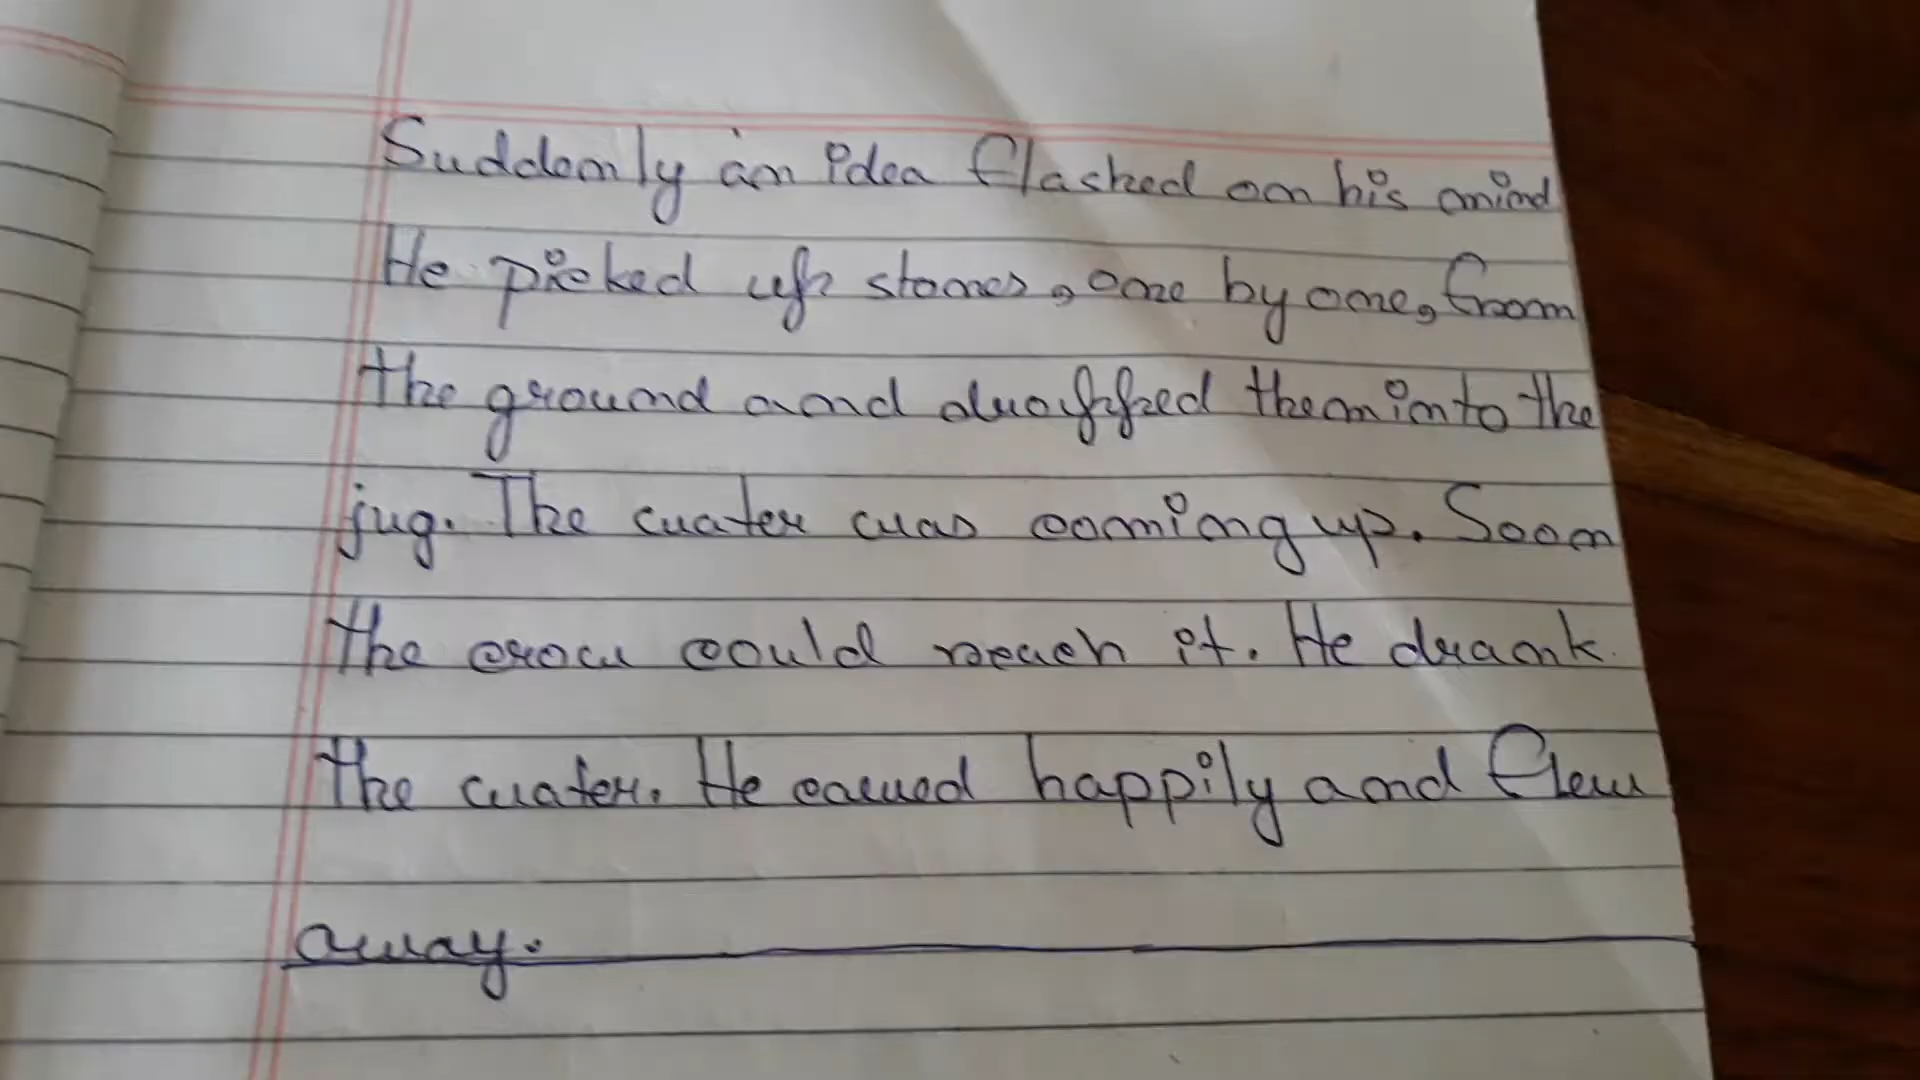 Suddenly an idea flashed on his mind
He picked up stones, one by one, from
the ground and dropped them into the
jug. The water was coming up. Soon
the crow could reach it. He drank
the water. He cawed happily and flew
away.